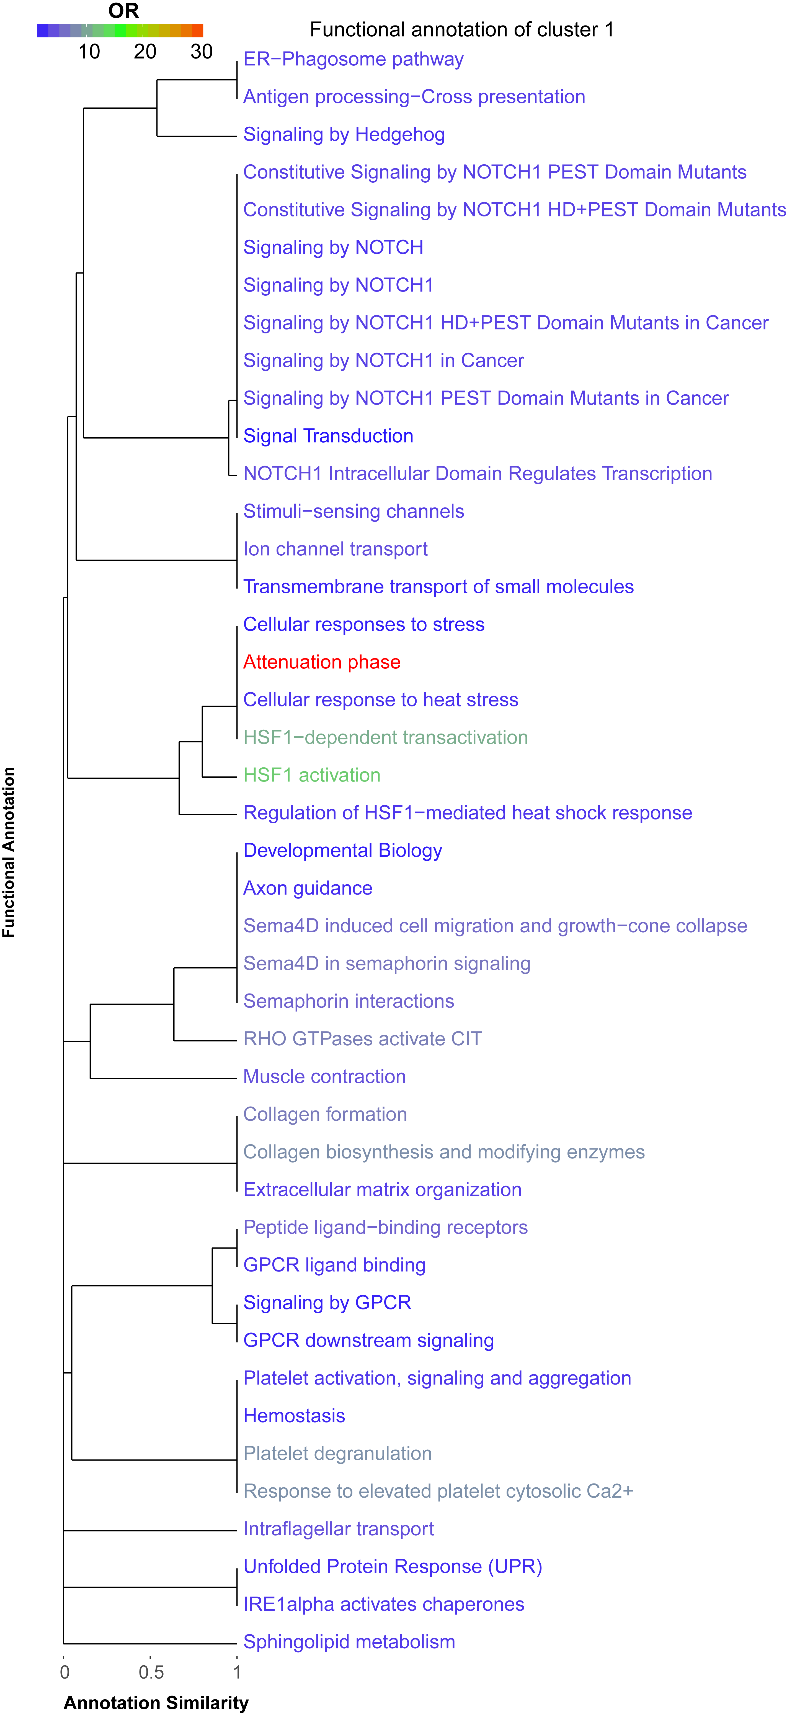 OR
10 20 30
Functional annotation of cluster 1
ER−Phagosome pathway
Antigen processing−Cross presentation
Signaling by Hedgehog
Constitutive Signaling by NOTCH1 PEST Domain Mutants
Constitutive Signaling by NOTCH1 HD+PEST Domain Mutants
Signaling by NOTCH
Signaling by NOTCH1
Signaling by NOTCH1 HD+PEST Domain Mutants in Cancer
Signaling by NOTCH1 in Cancer
Signaling by NOTCH1 PEST Domain Mutants in Cancer
Signal Transduction
NOTCH1 Intracellular Domain Regulates Transcription
Stimuli−sensing channels
Ion channel transport
Transmembrane transport of small molecules
Cellular responses to stress
Attenuation phase
Cellular response to heat stress
HSF1−dependent transactivation
HSF1 activation
Regulation of HSF1−mediated heat shock response
Developmental Biology
Axon guidance
Sema4D induced cell migration and growth−cone collapse
Sema4D in semaphorin signaling
Semaphorin interactions
RHO GTPases activate CIT
Muscle contraction
Collagen formation
Collagen biosynthesis and modifying enzymes
Extracellular matrix organization
Peptide ligand−binding receptors
GPCR ligand binding
Signaling by GPCR
GPCR downstream signaling
Platelet activation, signaling and aggregation
Hemostasis
Platelet degranulation
Response to elevated platelet cytosolic Ca2+
Intraflagellar transport
Unfolded Protein Response (UPR)
IRE1alpha activates chaperones
Sphingolipid metabolism
Functional Annotation
0 0.5 1
Annotation Similarity